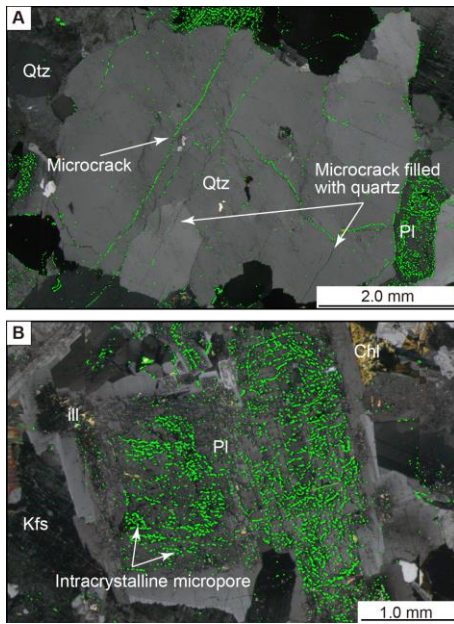 A
Qtz
Microcrack
Qtz
Microcrack filled
with quartz
Pl
2.0 mm
B
Chl
Ill
Pl
Kfs
Intracrystalline micropore
1.0 mm